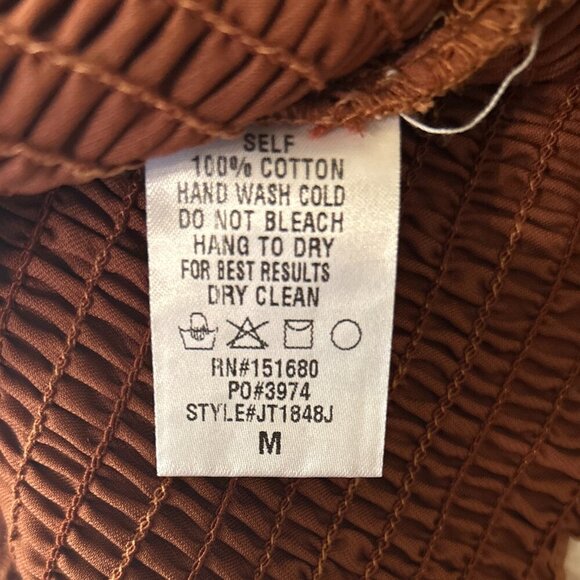 SELF
100% COTTON
HAND WASH COLD
DO NOT BLEACH
HANG TO DRY
FOR BEST RESULTS
DRY CLEAN
RN#151680
PO#3974
STYLE#JT1848J
M